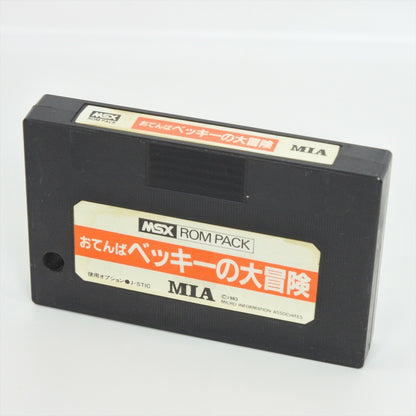 MSX
ROM PACK
おてんばベッキーの大冒険
MIA
MSX ROM PACK
おてんばベッキーの大冒険
使用オプション●J-STIC
MIA
©1983
MICRO INFORMATION ASSOCIATES